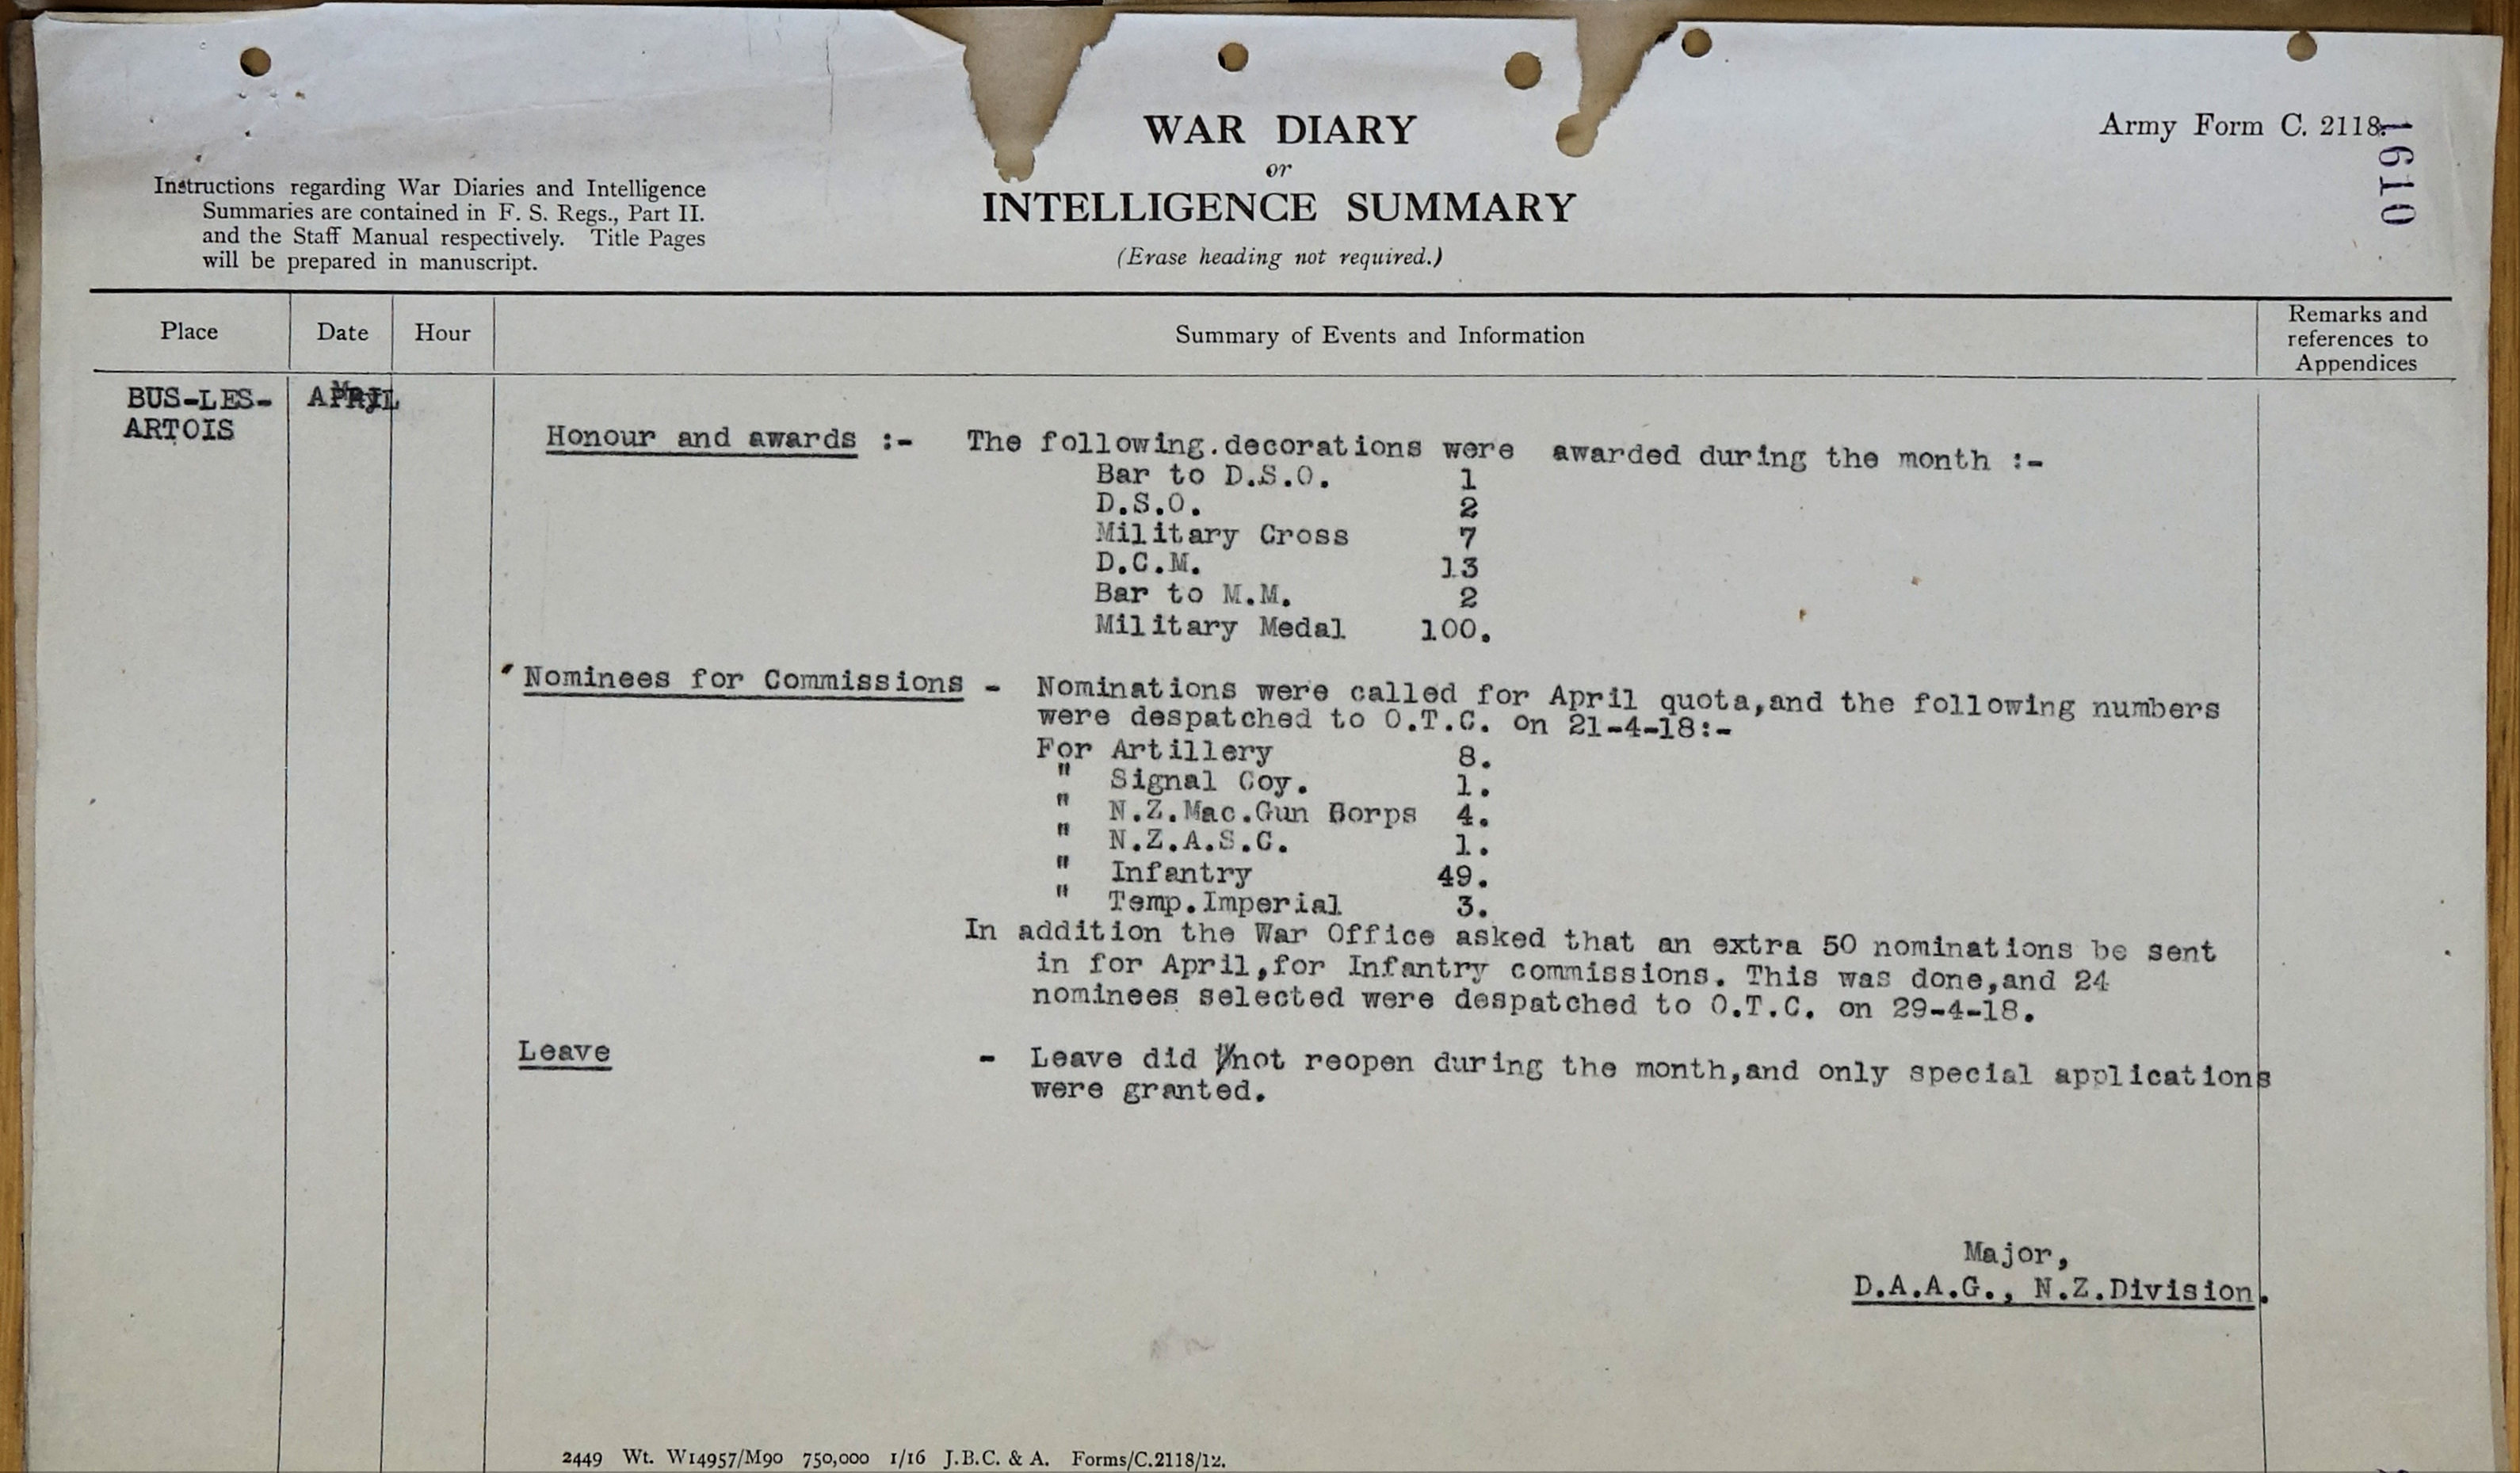 WAR DIARY
or
INTELLIGENCE SUMMARY
(Erase heading not required.)
Army Form C. 2118.
1610
Instructions regarding War Diaries and Intelligence
Summaries are contained in F. S. Regs., Part II.
and the Staff Manual respectively. Title Pages
will be prepared in manuscript.
Place Date Hour Summary of Events and Information Remarks and
references to
Appendices
BUS-LES-
ARTOIS
APRIL
Honour and awards :- The following.decorations were awarded during the month :-
Bar to D.S.O. 1
D.S.O. 2
Military Cross 7
D.C.M. 13
Bar to M.M. 2
Military Medal 100.
Nominees for Commissions - Nominations were called for April quota,and the following numbers
were despatched to O.T.C. on 21-4-18:-
For Artillery 8.
" Signal Coy. 1.
" N.Z.Mac.Gun Corps 4.
" N.Z.A.S.C. 1.
" Infantry 49.
" Temp.Imperial 3.
In addition the War Office asked that an extra 50 nominations be sent
in for April,for Infantry commissions. This was done,and 24
nominees selected were despatched to O.T.C. on 29-4-18.
Leave - Leave did not reopen during the month,and only special applications
were granted.
Major,
D.A.A.G., N.Z.Division.
2449 Wt. W14957/M90 750,000 1/16 J.B.C. & A. Forms/C.2118/12.